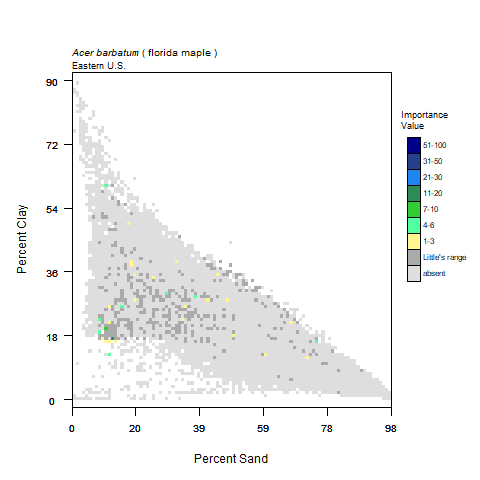 Acer barbatum ( florida maple )
Eastern U.S.
Importance
Value
51-100
31-50
21-30
11-20
7-10
4-6
1-3
Little's range
absent
Percent Clay
90
72
54
36
18
0
0
20
39
59
78
98
Percent Sand